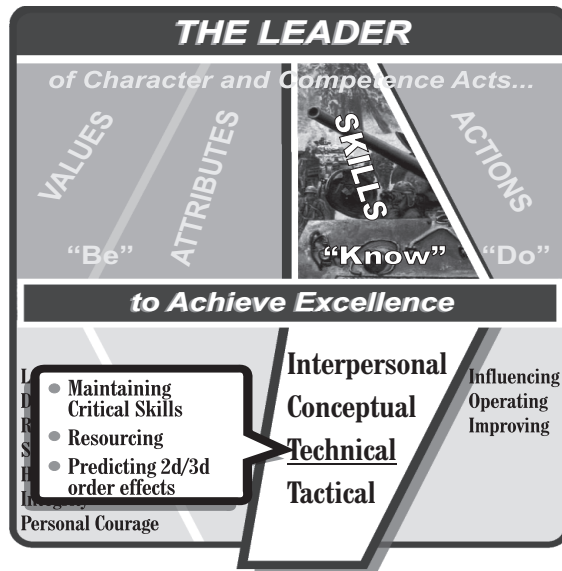 THE LEADER
of Character and Competence Acts...
VALUES
ATTRIBUTES
SKILLS
ACTIONS
“Be”
“Know”
“Do”
to Achieve Excellence
Maintaining
Critical Skills
Resourcing
Predicting 2d/3d
order effects
Personal Courage
Interpersonal
Conceptual
Technical
Tactical
Influencing
Operating
Improving